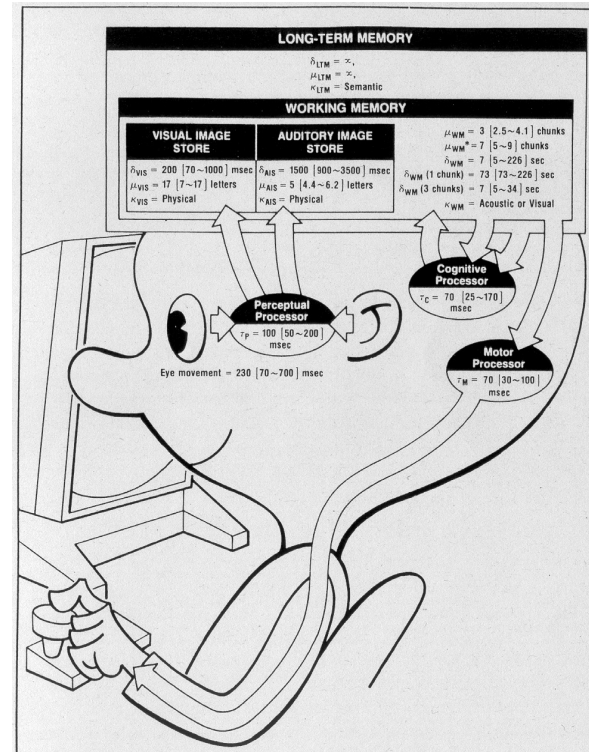 LONG-TERM MEMORY
δLTM = ∝,
μLTM = ∝,
κLTM = Semantic
WORKING MEMORY
VISUAL IMAGE
STORE
δVIS = 200 [70~1000] msec
μVIS = 17 [7~17] letters
κVIS = Physical
AUDITORY IMAGE
STORE
δAIS = 1500 [900~3500] msec
μAIS = 5 [4.4~6.2] letters
κAIS = Physical
μWM = 3 [2.5~4.1] chunks
μWM* = 7 [5~9] chunks
δWM = 7 [5~226] sec
δWM (1 chunk) = 73 [73~226] sec
δWM (3 chunks) = 7 [5~34] sec
κWM = Acoustic or Visual
Cognitive
Processor
τC = 70 [25~170]
msec
Perceptual
Processor
τP = 100 [50~200]
msec
Eye movement = 230 [70~700] msec
Motor
Processor
τM = 70 [30~100]
msec